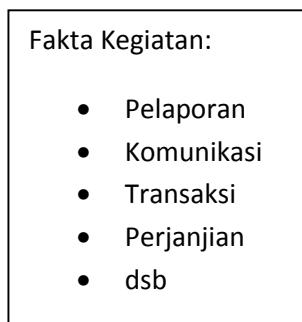 Fakta Kegiatan:
• Pelaporan
• Komunikasi
• Transaksi
• Perjanjian
• dsb